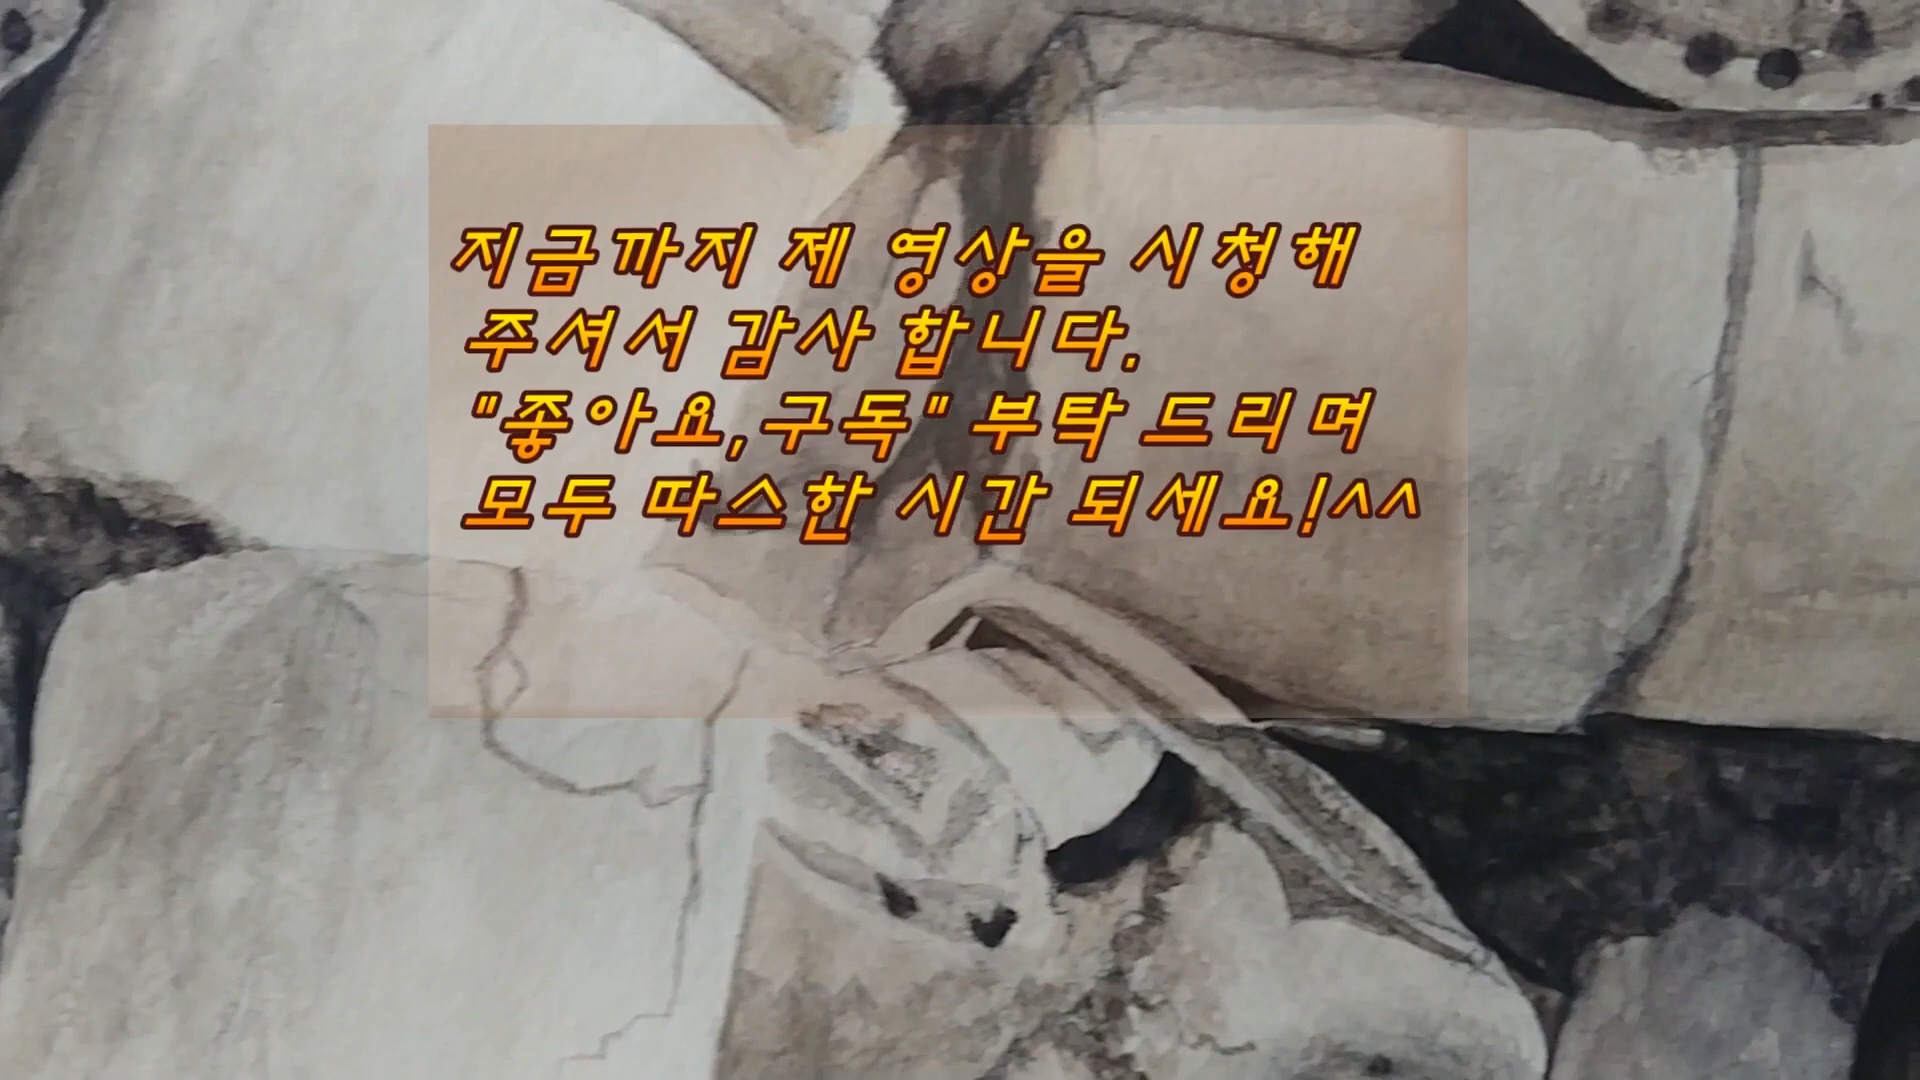 지금까지 제 영상을 시청해
주셔서 감사 합니다.
"좋아요,구독" 부탁 드리며
모두 따스한 시간 되세요!^^